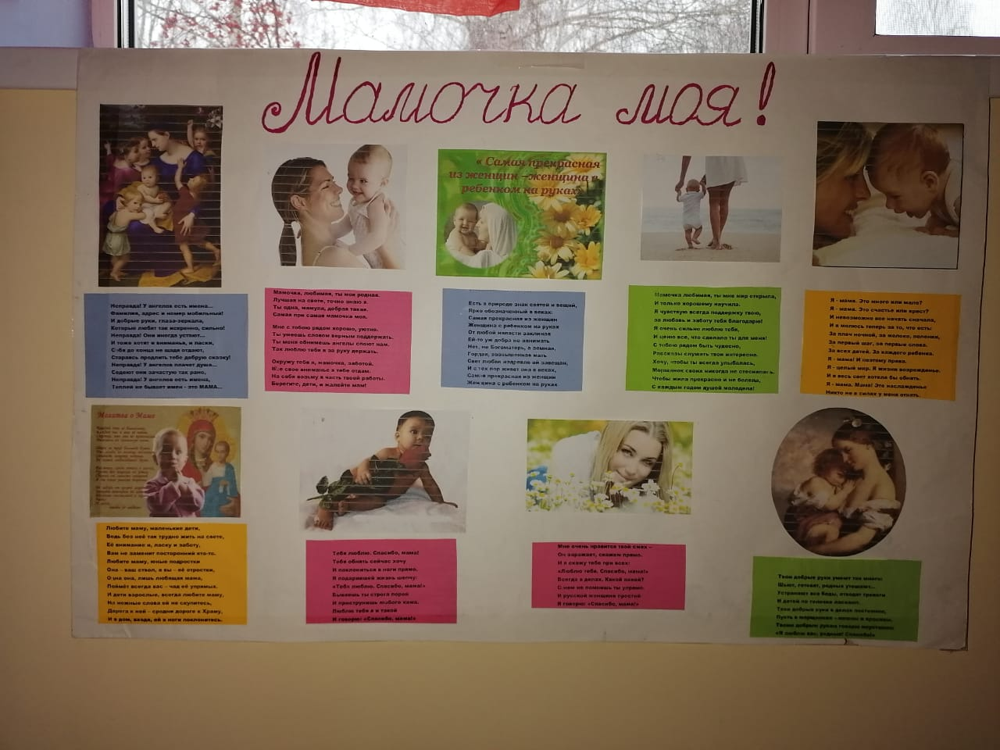 Мамочка моя!
« Самая прекрасная
из женщин –женщина с
ребенком на руках»
Неправда! У ангелов есть имена...
Фамилия, адрес и номер мобильный!
И добрые руки, глаза-зеркала,
Которые любят так искренно, сильно!
Неправда! Они иногда устают...
И тоже хотят и вниманья, и ласки,
Себя до конца не щадя отдают,
Стараясь продлить тебе добрую сказку!
Неправда! У ангелов плачет душа...
Седеют они зачастую так рано,
Неправда! У ангелов есть имена,
Теплей не бывает имен - это МАМА...
Мамочка, любимая, ты моя родная.
Лучшая на свете, точно знаю я.
Ты одна, мамуля, добрая такая.
Самая при самая мамочка моя.
Мне с тобою рядом хорошо, уютно.
Ты умеешь словом верным поддержать.
Ты меня обнимешь ангелы споют нам.
Так люблю тебя я за руку держать.
Окружу тебя я, мамочка, заботой.
Все свое вниманье я тебе отдам.
На себя возьму я часть твоей работы.
Берегите, дети, и жалейте мам!
Есть в природе знак святой и вещий,
Ярко обозначенный в веках:
Самая прекрасная из женщин
Женщина с ребенком на руках
От любой напасти заклиная
Ей-то уж добра не занимать
Нет, не Богоматерь, а земная,
Гордая, возвышенная мать
Свет любви издревле ей завещан,
И с тех пор живет она в веках,
Самая прекрасная из женщин
Женщина с ребенком на руках
Мамочка любимая, ты мне мир открыла,
И только хорошему научила.
Я чувствую всегда поддержку твою,
за любовь и заботу тебя благодарю!
Я очень сильно люблю тебя,
И ценю все, что сделала ты для меня!
С тобою рядом быть чудесно,
Рассказы слушать твои интересно.
Хочу, чтобы ты всегда улыбалась,
Морщинок своих никогда не стеснялась.
Чтобы жила прекрасно и не болела,
С каждым годом душой молодела!
Я - мама. Это много или мало?
Я - мама. Это счастье или крест?
И невозможно все начать сначала,
И я молюсь теперь за то, что есть:
За плач ночной, за молоко, пеленки,
За первый шаг, за первые слова.
За всех детей. За каждого ребенка.
Я - мама! И поэтому права.
Я - целый мир. Я жизни возрожденье.
И я весь свет хотела бы обнять.
Я - мама. Мама! Это наслажденье
Никто не в силах у меня отнять.
Молитва о Маме
Любите маму, маленькие дети,
Ведь без неё так трудно жить на свете,
Её внимание и, ласку и заботу,
Вам не заменит посторонний кто-то.
Любите маму, юные подростки
Она – ваш ствол, а вы – её отростки,
Одна она, лишь любящая мама,
Поймёт всегда вас – чад её упрямых.
И дети взрослые, всегда любите маму,
На нежные слова ей не скупитесь,
Дорога к ней – сродни дороге к Храму,
И в дом, входя, ей в ноги поклонитесь.
Тебя люблю. Спасибо, мама!
Тебя обнять сейчас хочу
И поклониться в ноги прямо.
Я подарившей жизнь шепчу:
«Тебя люблю. Спасибо, мама!»
Бываешь ты строга порой
И приструнишь любого хама.
Люблю тебя я и такой
И говорю: «Спасибо, мама!»
Мне очень нравится твой смех –
Он заражает, скажем прямо.
И я скажу тебе при всех:
«Люблю тебя. Спасибо, мама!»
Всегда в делах. Какой покой?
О нем не помнишь ты упрямо.
И русской женщине простой
Я говорю: «Спасибо, мама!»
Твои добрые руки умеют так много:
Шьют, готовят, родных утешают...
Устраняют все беды, отводят тревоги
И детей по головке ласкают.
Твои добрые руки в делах постоянно,
Пусть в морщинках – нежны и красивы.
Твоим добрым рукам говорю неустанно:
«Я люблю вас, родные! Спасибо!»